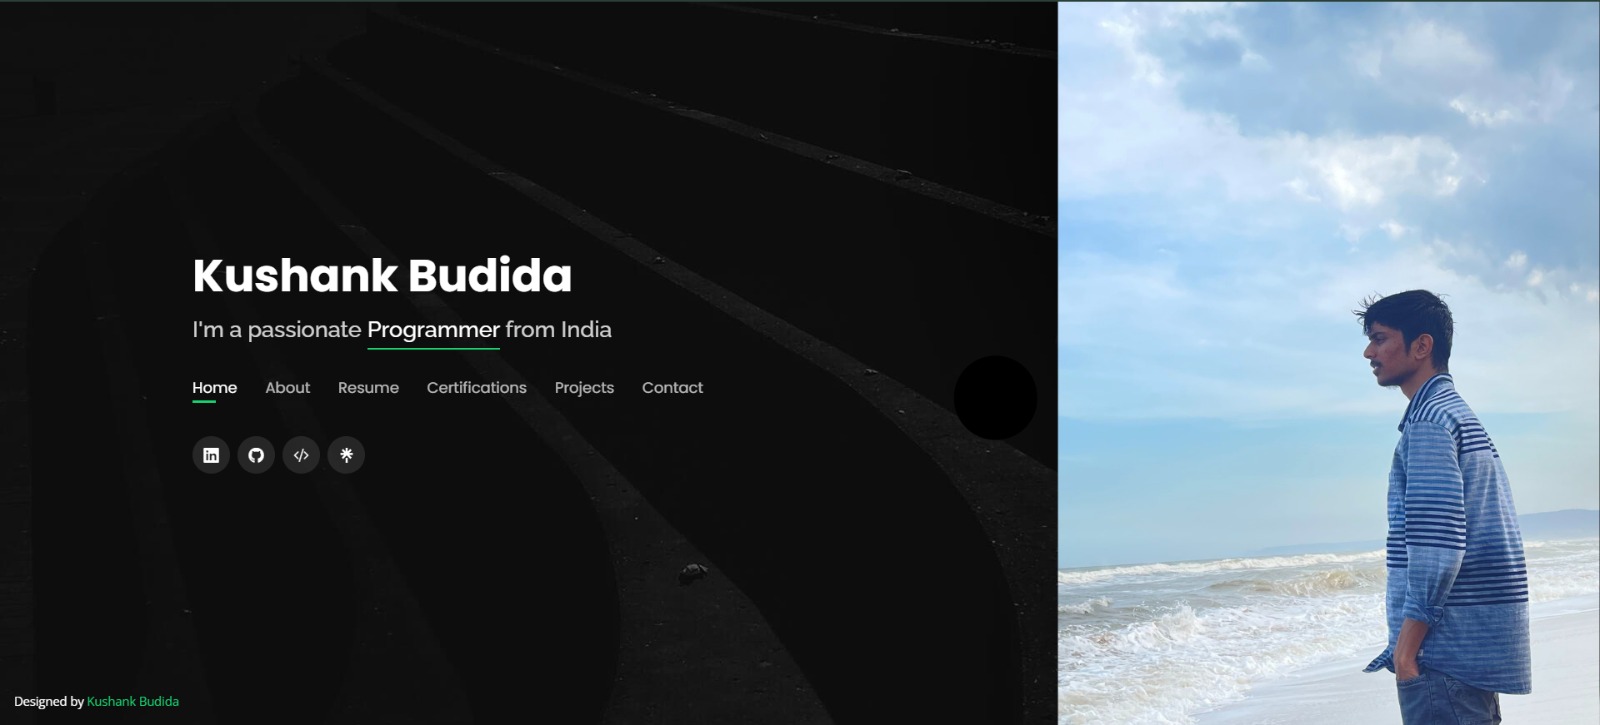 Kushank Budida
I'm a passionate Programmer from India
Home About Resume Certifications Projects Contact
Designed by Kushank Budida